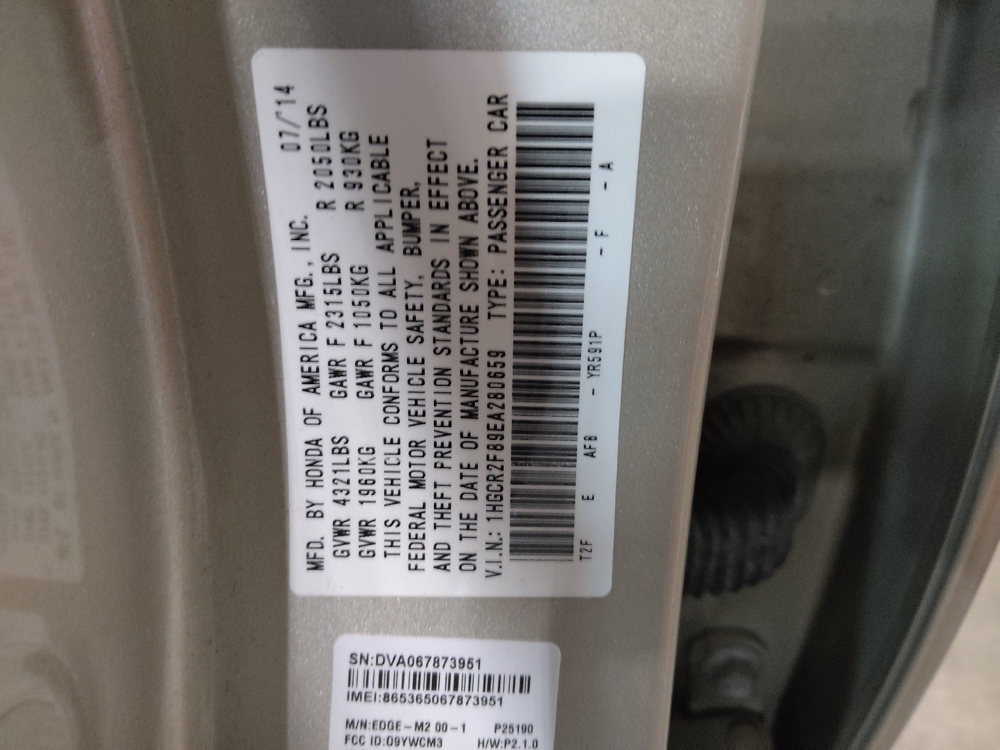 MFD. BY HONDA OF AMERICA MFG., INC. 07/'14
GVWR 4321LBS GAWR F 2315LBS R 2050LBS
GVWR 1960KG GAWR F 1050KG R 930KG
THIS VEHICLE CONFORMS TO ALL APPLICABLE
FEDERAL MOTOR VEHICLE SAFETY, BUMPER,
AND THEFT PREVENTION STANDARDS IN EFFECT
ON THE DATE OF MANUFACTURE SHOWN ABOVE.
V.I.N.: 1HGCR2F89EA280659 TYPE: PASSENGER CAR
T2F E AF8 - YR591P - F - A
SN:DVA067873951
IMEI:865365067873951
M/N:EDGE-M2 00-1 P25190
FCC ID:O9YWCM3 H/W:P2.1.0